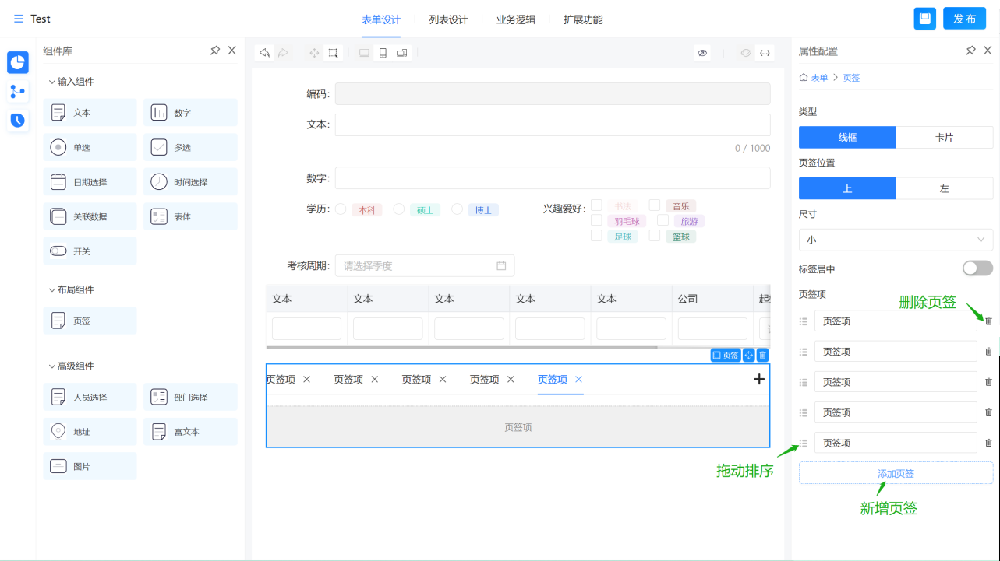 Test
表单设计
列表设计
业务逻辑
扩展功能
发 布
组件库
输入组件
文本
数字
单选
多选
日期选择
时间选择
关联数据
表体
开关
布局组件
页签
高级组件
人员选择
部门选择
地址
富文本
图片
编码:
文本:
0 / 1000
数字:
学历:
本科
硕士
博士
兴趣爱好:
书法
音乐
羽毛球
旅游
足球
篮球
考核周期:
请选择季度
文本
文本
文本
文本
文本
公司
页签
页签项
页签项
页签项
页签项
页签项
页签项
属性配置
表单 > 页签
类型
线框
卡片
页签位置
上
左
尺寸
小
标签居中
页签项
删除页签
页签项
页签项
页签项
页签项
页签项
拖动排序
添加页签
新增页签